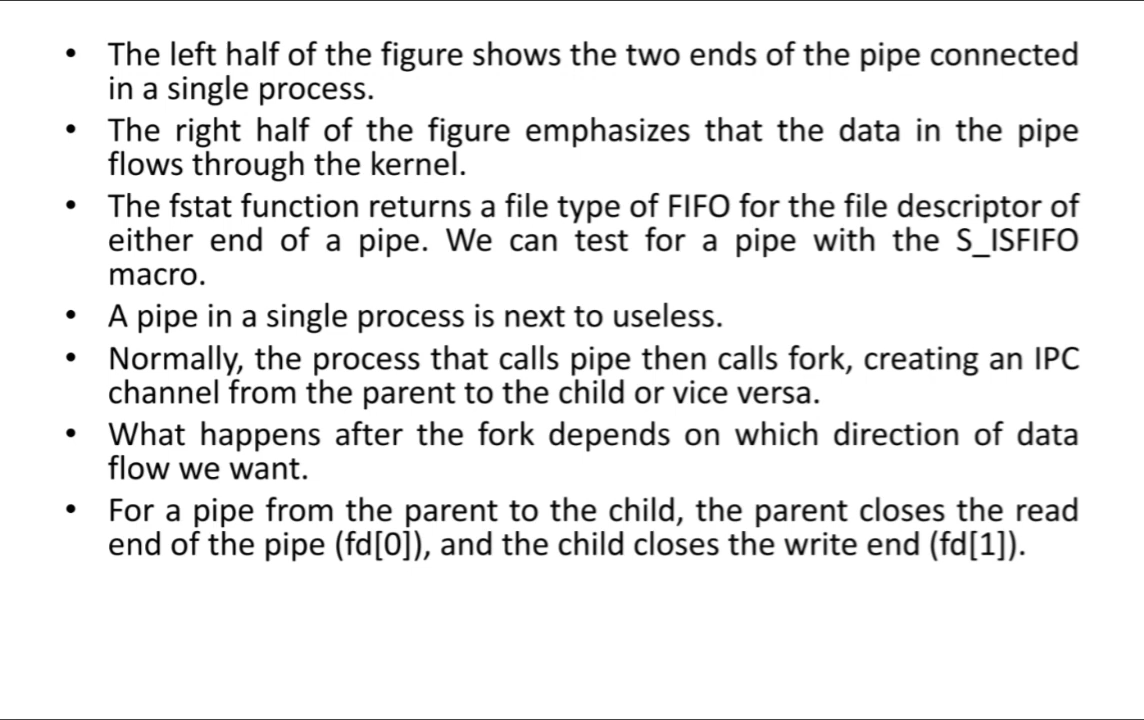 • The left half of the figure shows the two ends of the pipe connected
in a single process.
• The right half of the figure emphasizes that the data in the pipe
flows through the kernel.
• The fstat function returns a file type of FIFO for the file descriptor of
either end of a pipe. We can test for a pipe with the S_ISFIFO
macro.
• A pipe in a single process is next to useless.
• Normally, the process that calls pipe then calls fork, creating an IPC
channel from the parent to the child or vice versa.
• What happens after the fork depends on which direction of data
flow we want.
• For a pipe from the parent to the child, the parent closes the read
end of the pipe (fd[0]), and the child closes the write end (fd[1]).